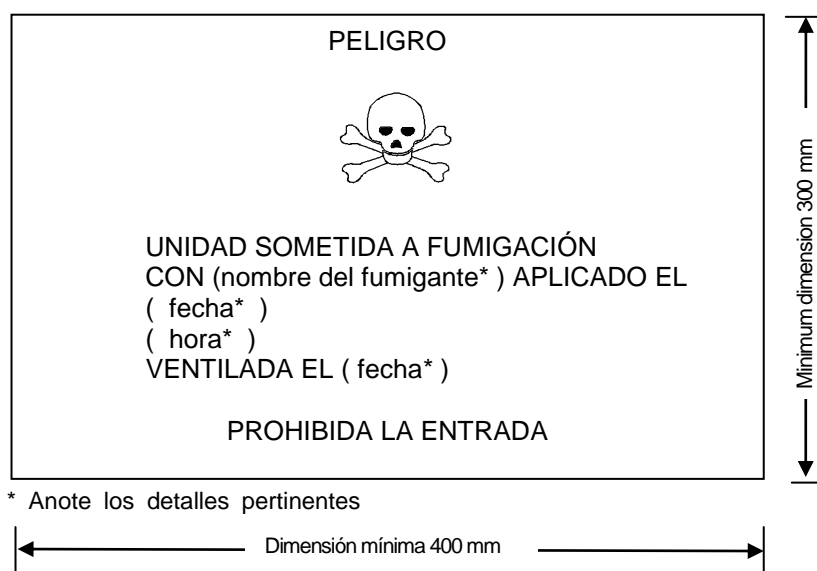 PELIGRO
UNIDAD SOMETIDA A FUMIGACIÓN
CON (nombre del fumigante* ) APLICADO EL
( fecha* )
( hora* )
VENTILADA EL ( fecha* )
PROHIBIDA LA ENTRADA
Minimum dimension 300 mm
* Anote los detalles pertinentes
Dimensión mínima 400 mm